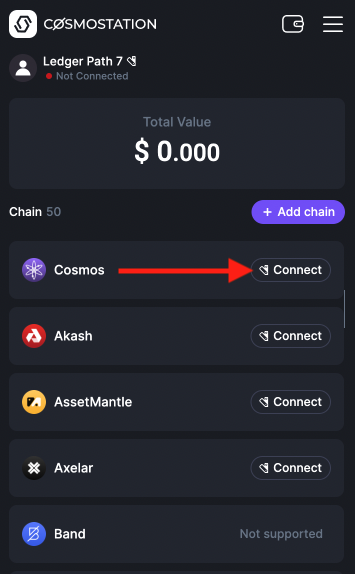 CØSMOSTATION
Ledger Path 7
Not Connected
Total Value
$ 0.000
Chain 50
+ Add chain
Cosmos Connect
Akash Connect
AssetMantle Connect
Axelar Connect
Band Not supported